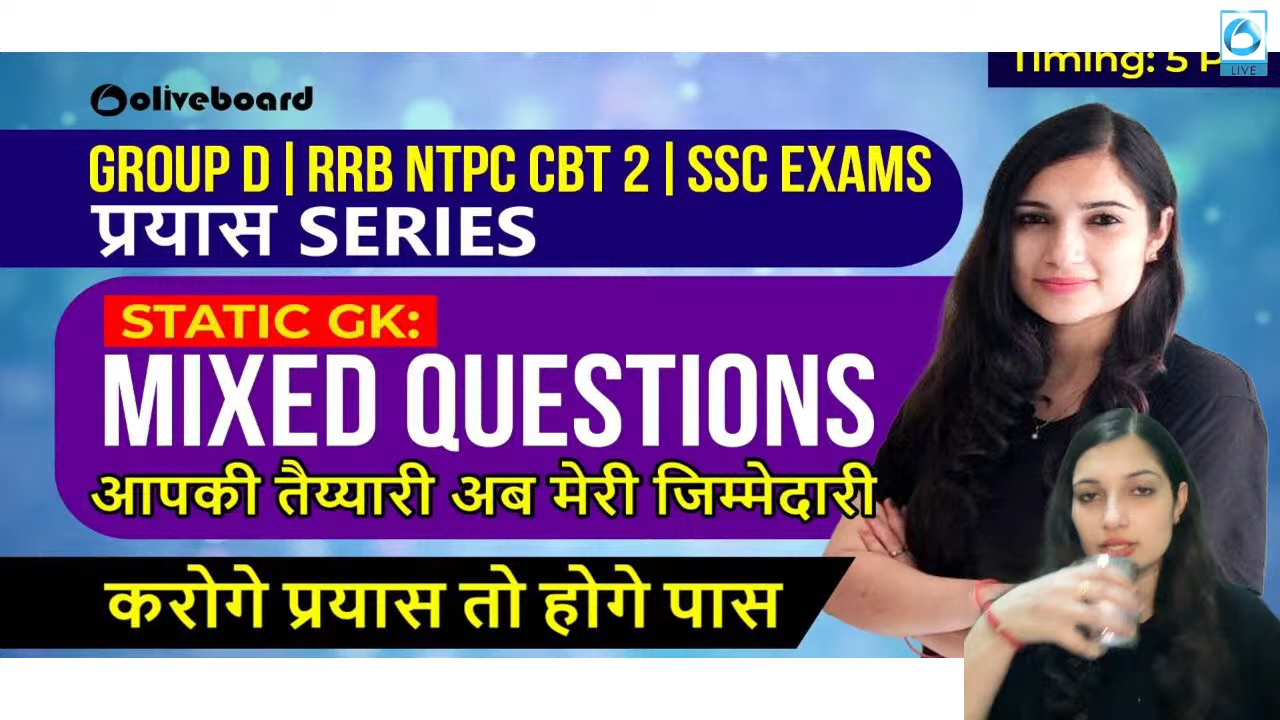 LIVE
Timing: 5 P
oliveboard
GROUP D | RRB NTPC CBT 2 | SSC EXAMS
प्रयास SERIES
STATIC GK:
MIXED QUESTIONS
आपकी तैय्यारी अब मेरी जिम्मेदारी
करोगे प्रयास तो होगे पास